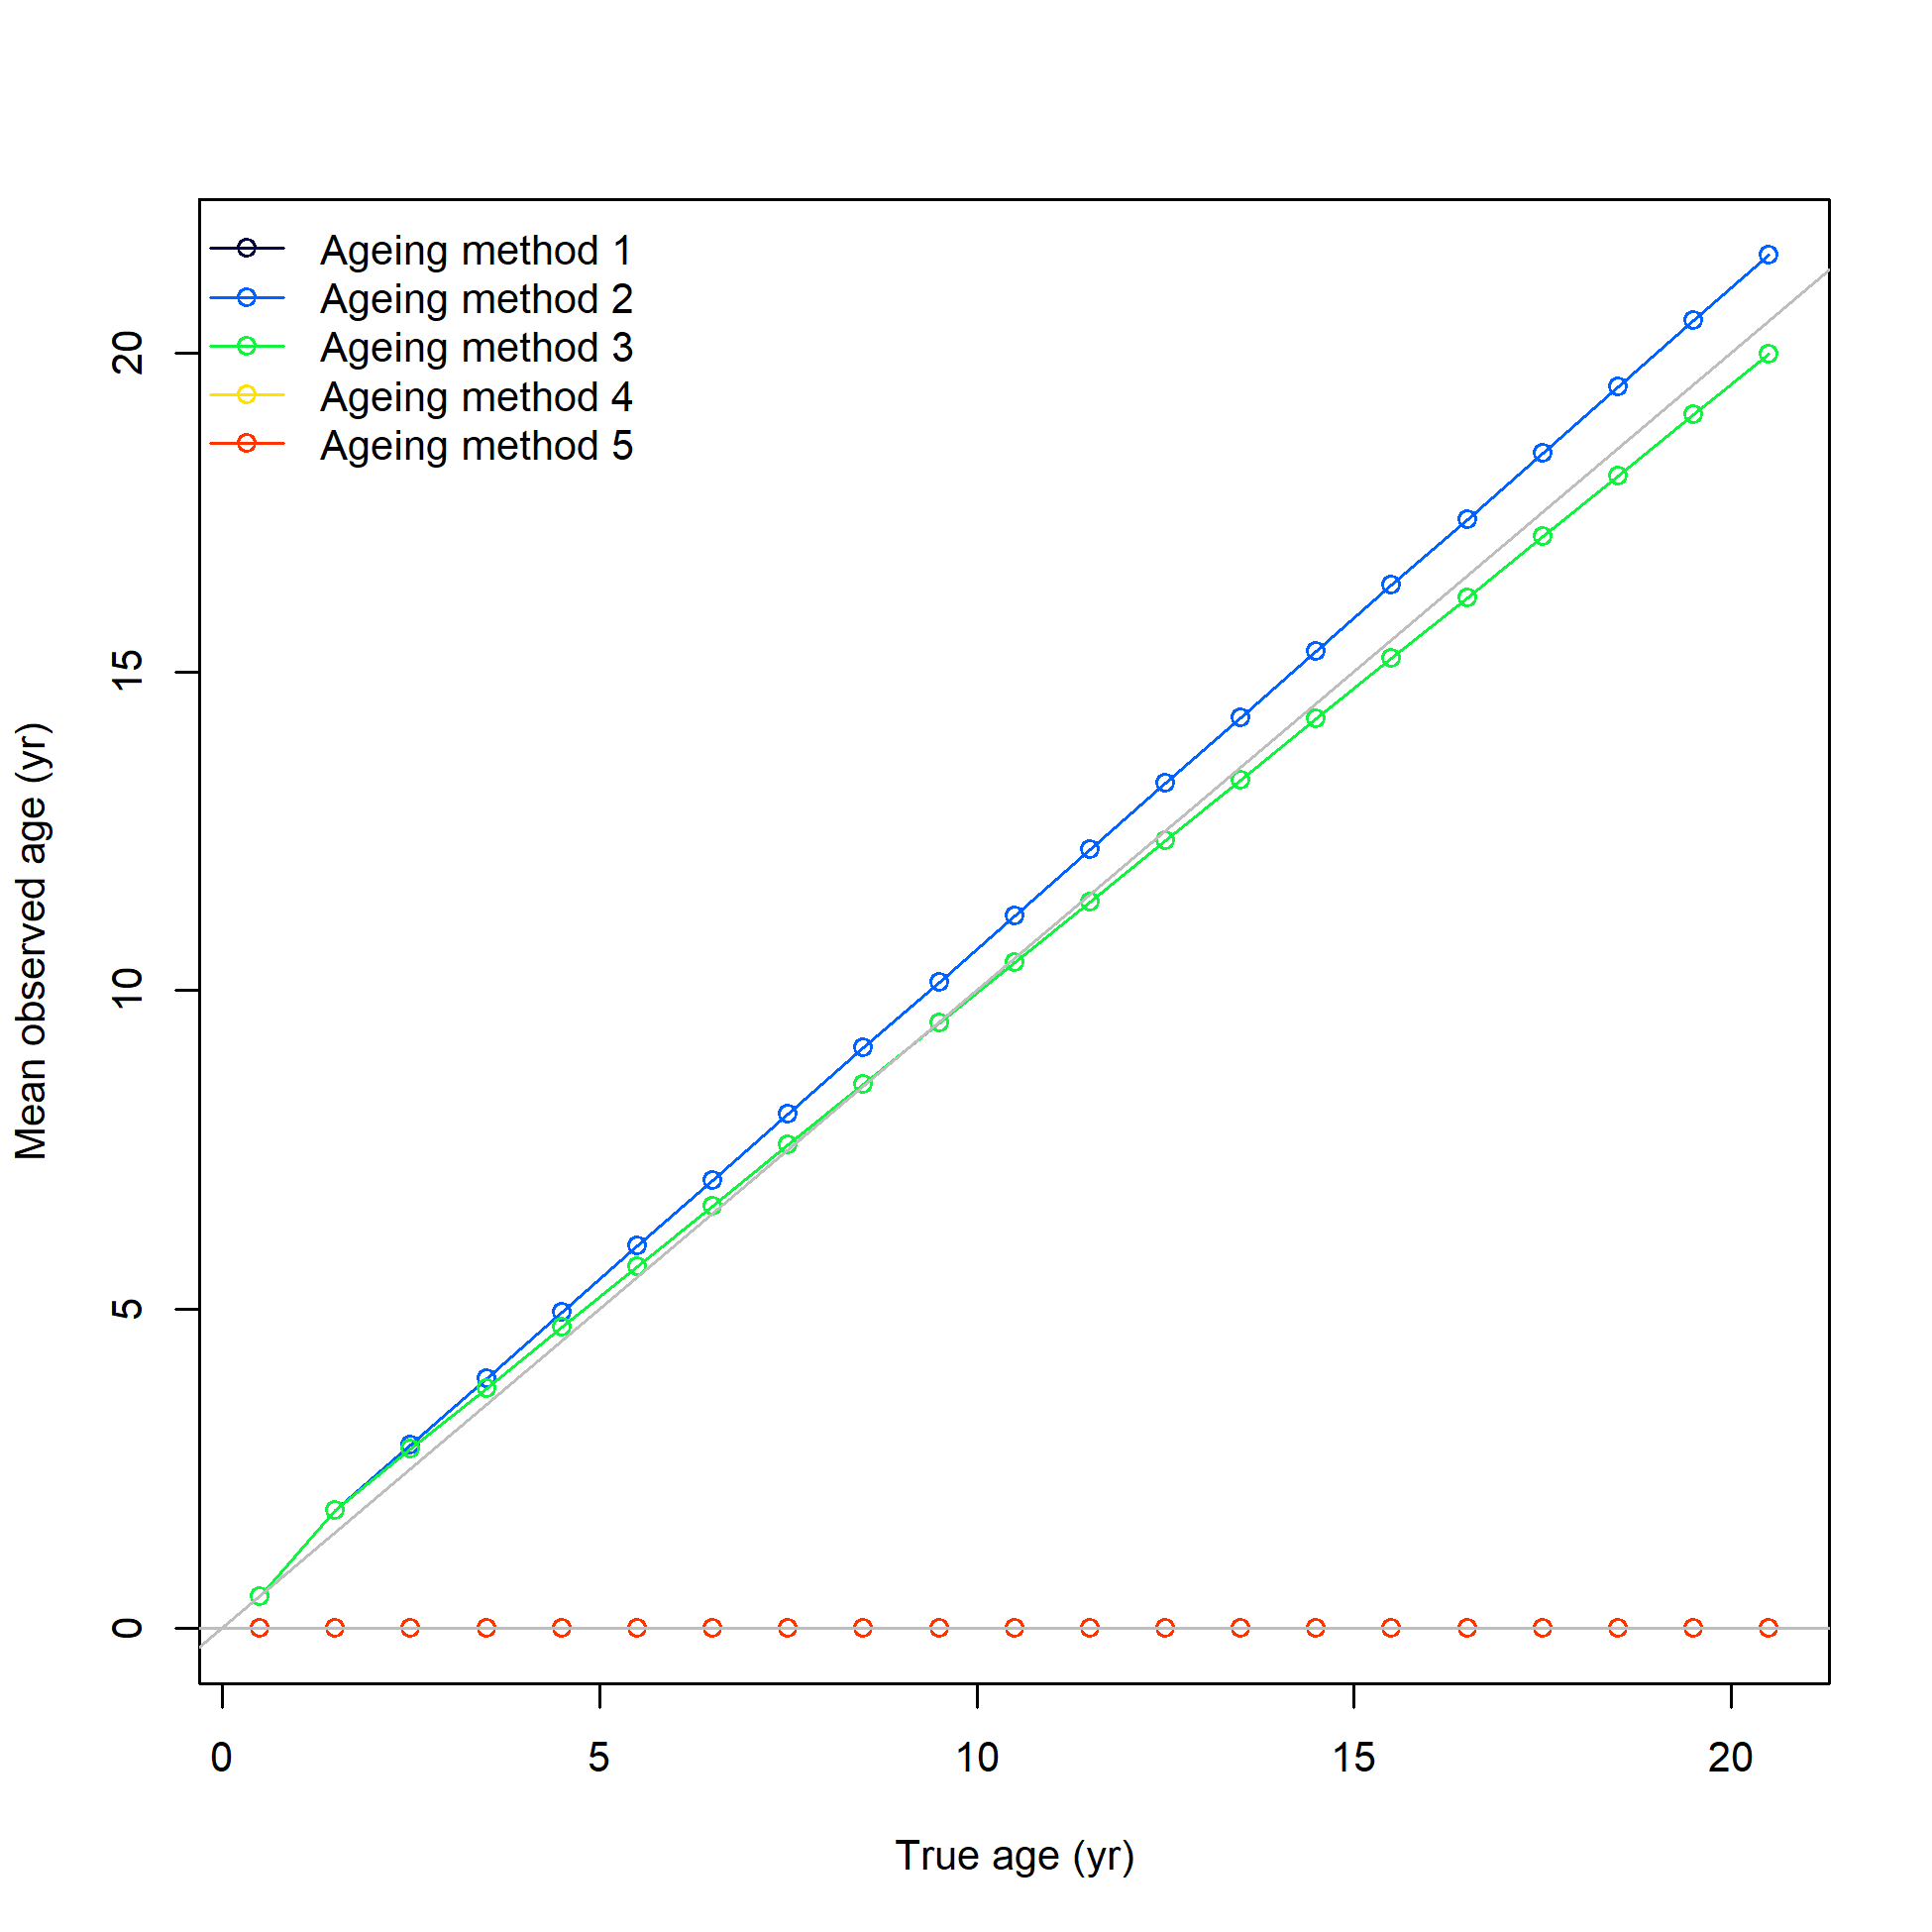 Ageing method 1
Ageing method 2
Ageing method 3
Ageing method 4
Ageing method 5
Mean observed age (yr)
20
15
10
5
0
0 5 10 15 20
True age (yr)